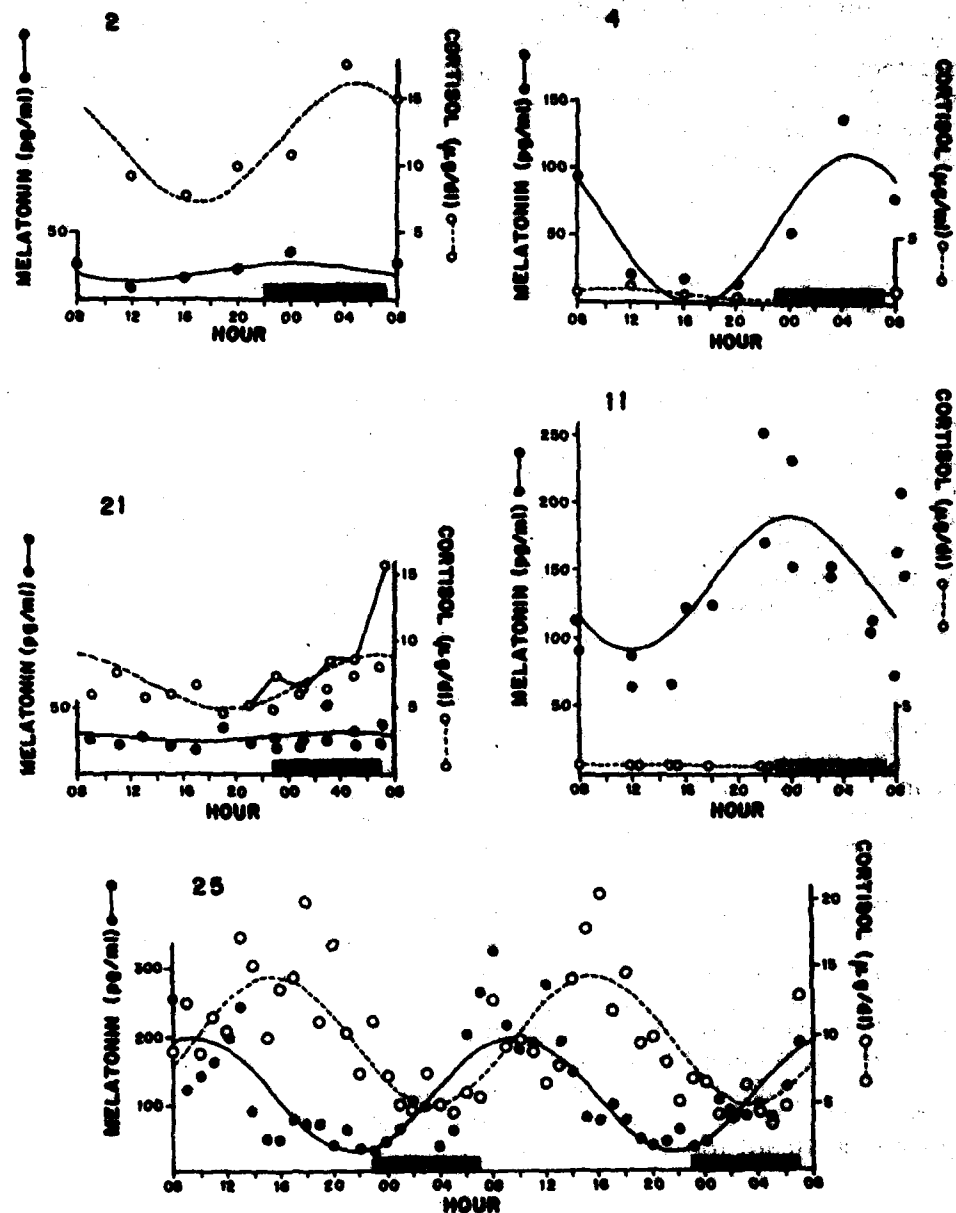 2
MELATONIN (pg/ml)
50
15
10
5
CORTISOL (μg/dl)
08 12 16 20 00 04 08
HOUR
4
MELATONIN (pg/ml)
150
100
50
5
CORTISOL (μg/ml)
08 12 16 20 00 04 08
HOUR
21
MELATONIN (pg/ml)
50
15
10
5
CORTISOL (μg/dl)
08 12 16 20 00 40 08
HOUR
11
MELATONIN (pg/ml)
250
200
150
100
50
5
CORTISOL (μg/dl)
08 12 16 20 00 04 08
HOUR
25
MELATONIN (pg/ml)
300
200
100
20
15
10
5
CORTISOL (μg/dl)
08 12 16 20 00 04 08 12 16 20 00 04 08
HOUR